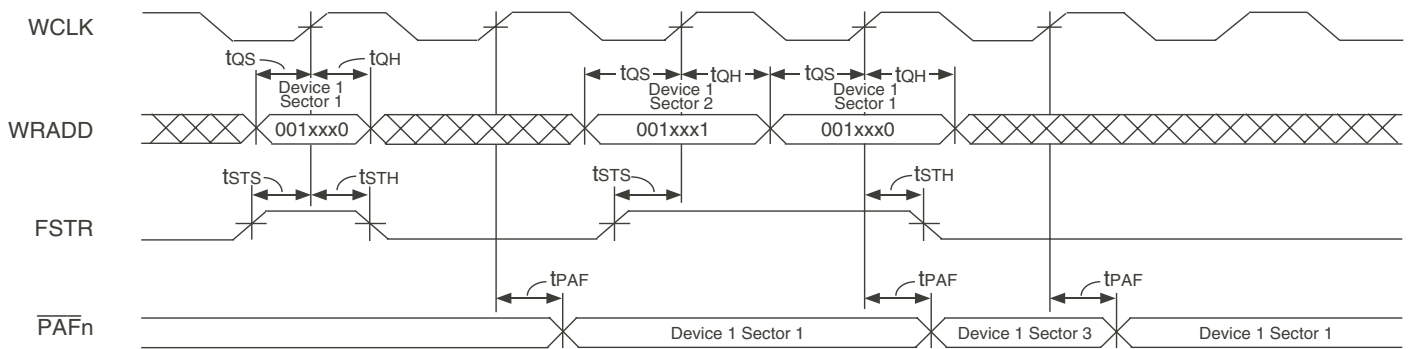 WCLK
tQS tQH tQS tQH tQS tQH
Device 1
Sector 1
Device 1
Sector 2
Device 1
Sector 1
WRADD
001xxx0
001xxx1
001xxx0
tSTS tSTH tSTS tSTH
FSTR
tPAF tPAF tPAF
PAFn
Device 1 Sector 1
Device 1 Sector 3
Device 1 Sector 1